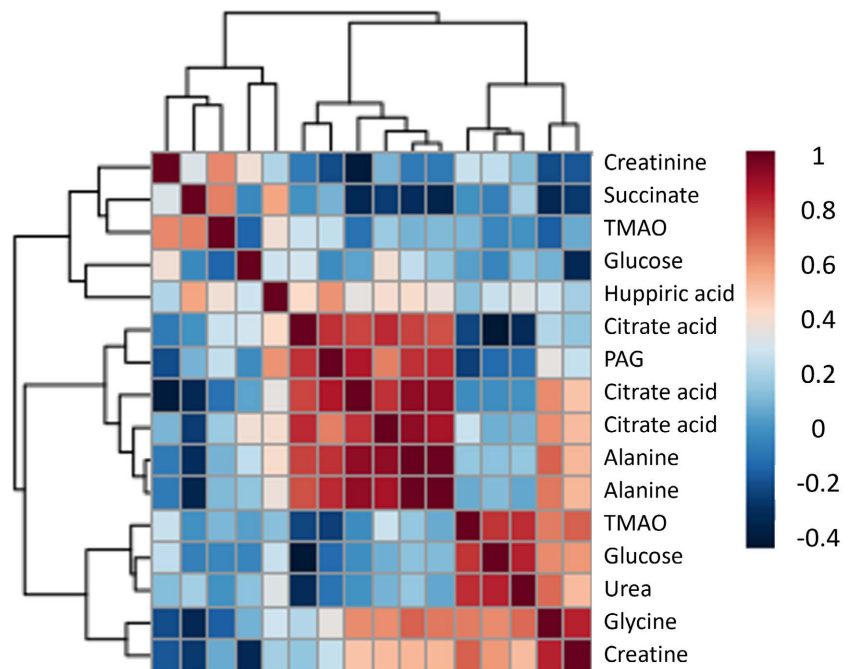 Creatinine
Succinate
TMAO
Glucose
Huppiric acid
Citrate acid
PAG
Citrate acid
Citrate acid
Alanine
Alanine
TMAO
Glucose
Urea
Glycine
Creatine
1
0.8
0.6
0.4
0.2
0
-0.2
-0.4